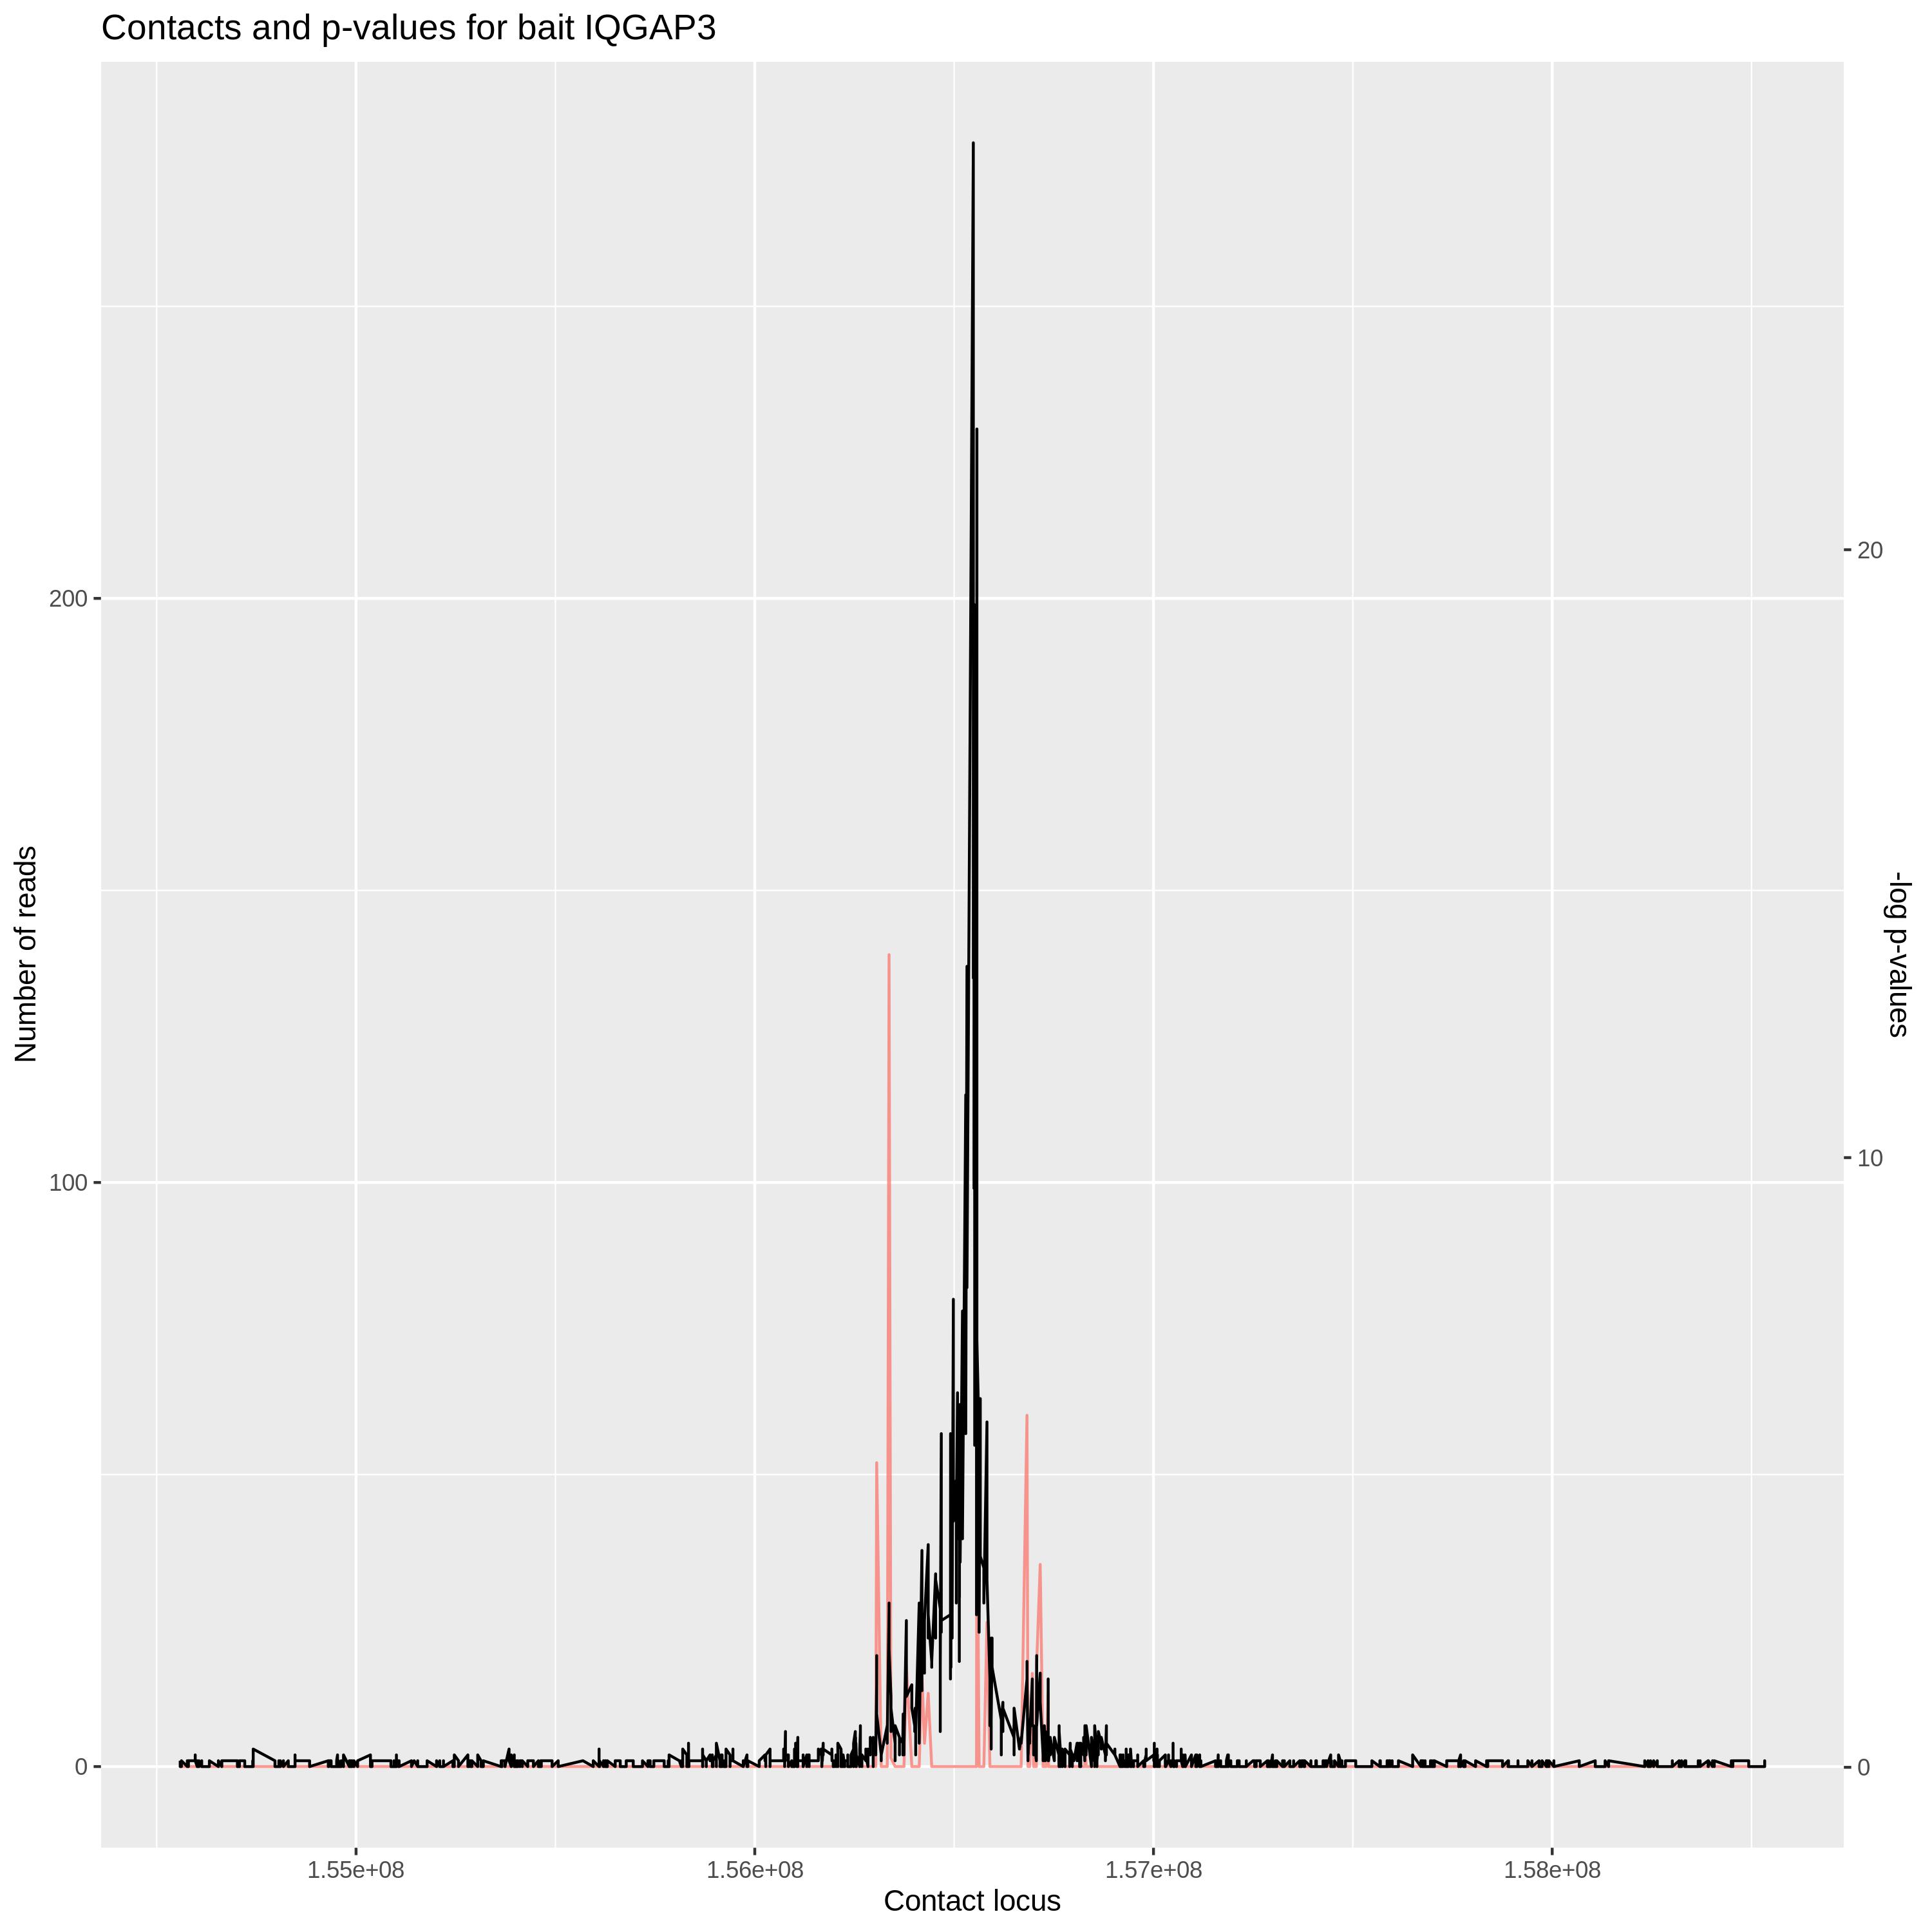 Contacts and p-values for bait IQGAP3
Number of reads
200
100
0
20
10
0
-log p-values
1.55e+08
1.56e+08
1.57e+08
1.58e+08
Contact locus